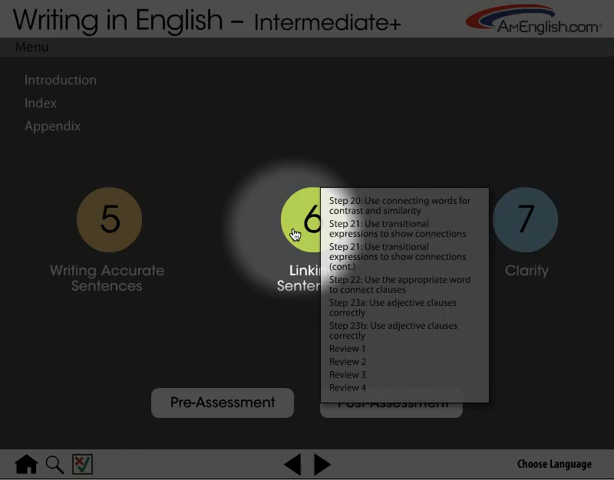 Writing in English – Intermediate+
AmEnglish.com
Menu
Introduction
Index
Appendix
5
6
7
Writing Accurate
Sentences
Linkin
Senten
Clarity
Step 20: Use connecting words for
contrast and similarity
Step 21: Use transitional
expressions to show connections
Step 21: Use transitional
expressions to show connections
(cont.)
Step 22: Use the appropriate word
to connect clauses
Step 23a: Use adjective clauses
correctly
Step 23b: Use adjective clauses
correctly
Review 1
Review 2
Review 3
Review 4
Pre-Assessment
Post-Assessment
Choose Language